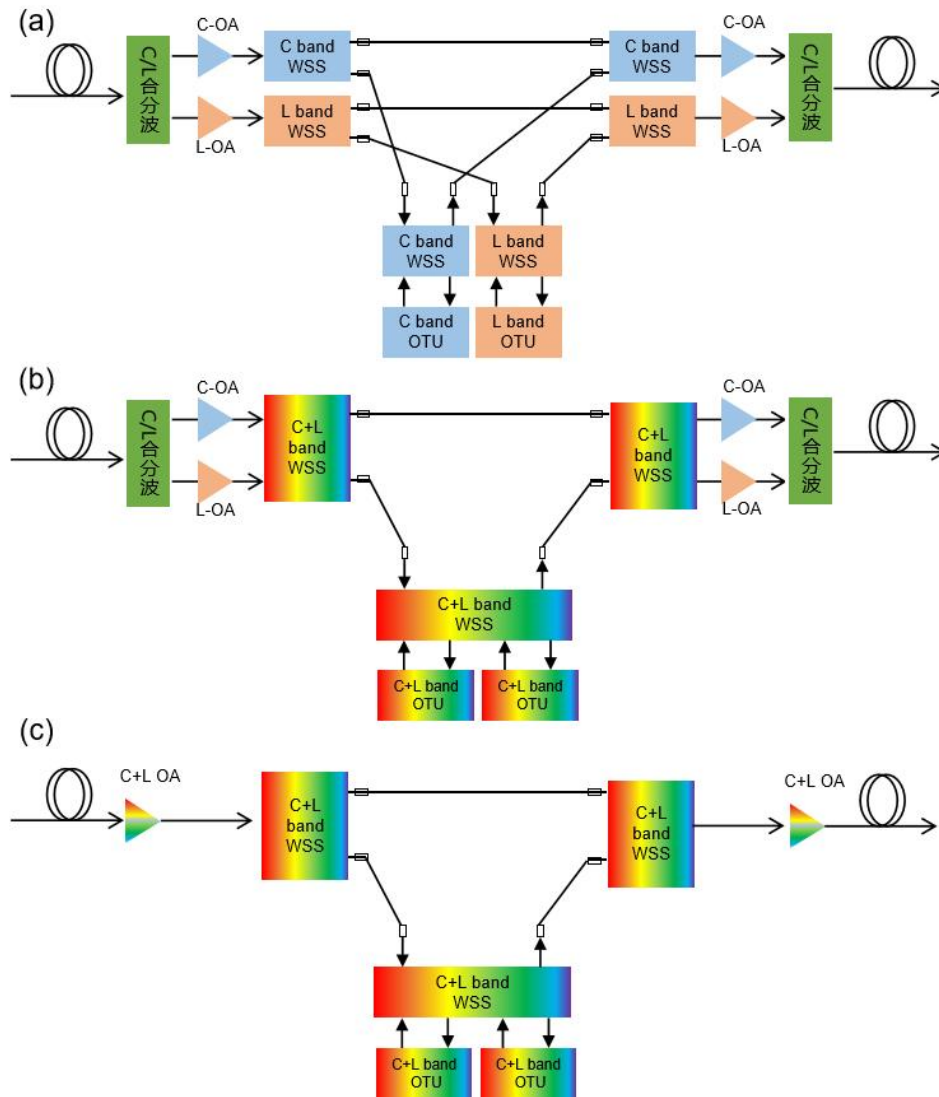 (a)
C-OA
C-OA
C/L合分波
C band
WSS
C band
WSS
C/L合分波
L band
WSS
L band
WSS
L-OA
L-OA
C band
WSS
L band
WSS
C band
OTU
L band
OTU
(b)
C-OA
C-OA
C/L合分波
C+L
band
WSS
C+L
band
WSS
C/L合分波
L-OA
L-OA
C+L band
WSS
C+L band
OTU
C+L band
OTU
(c)
C+L OA
C+L OA
C+L
band
WSS
C+L
band
WSS
C+L band
WSS
C+L band
OTU
C+L band
OTU